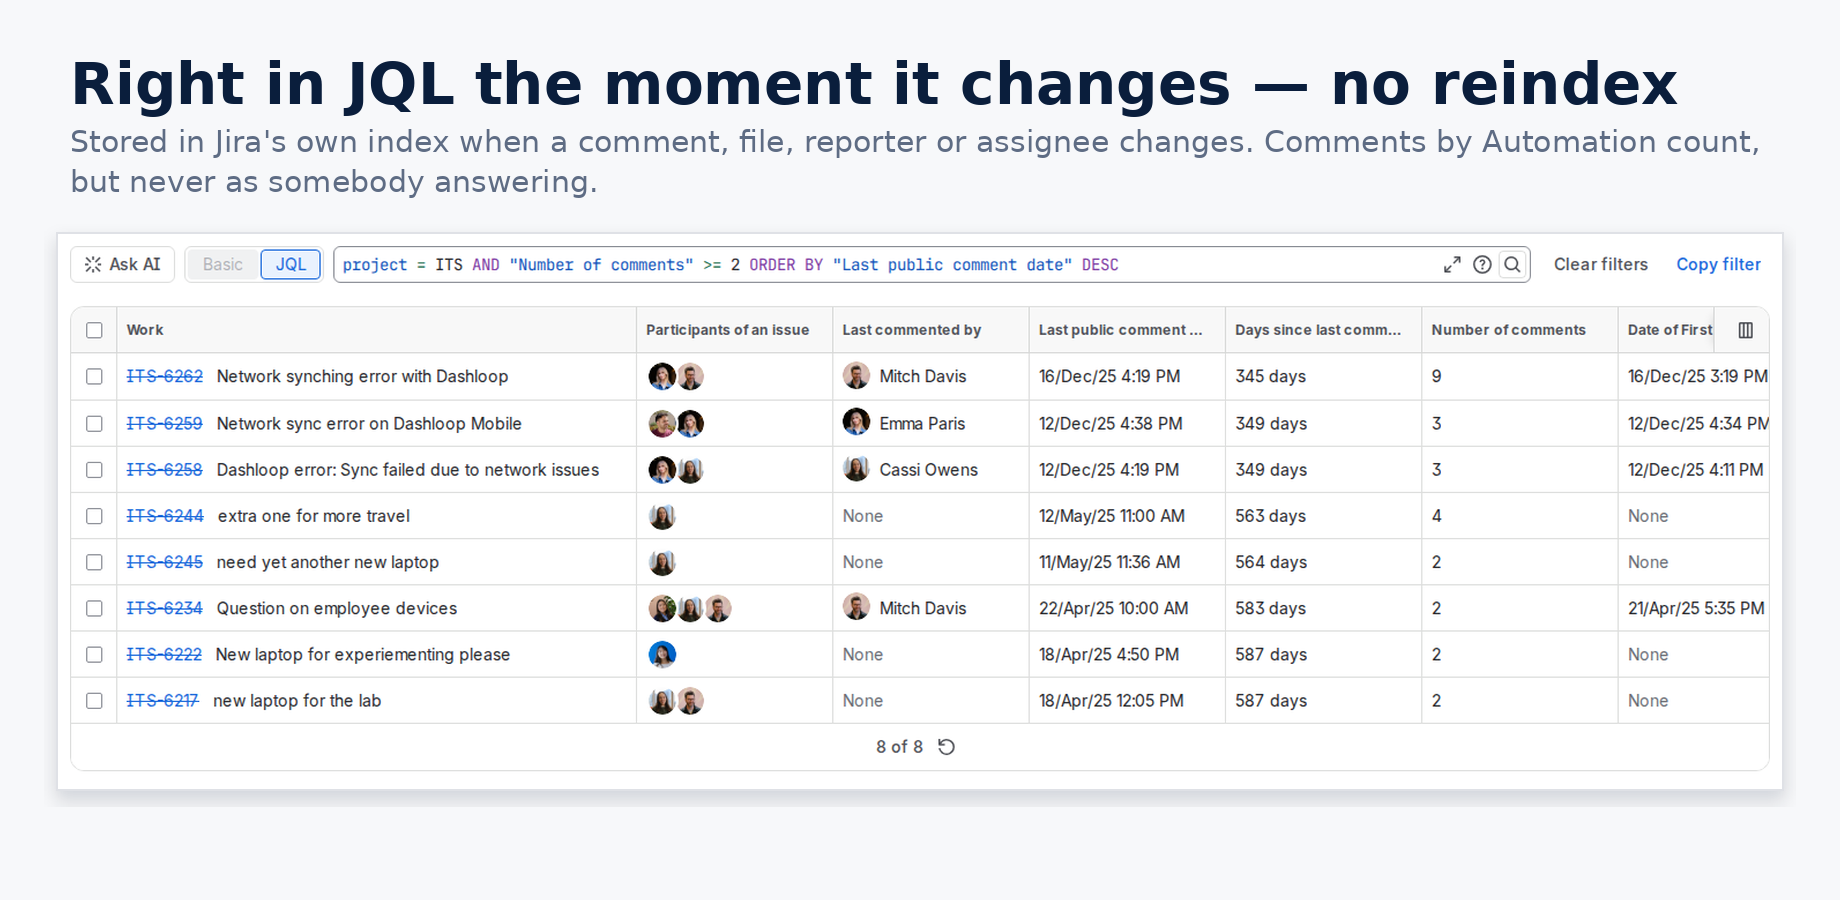 Right in JQL the moment it changes — no reindex
Stored in Jira's own index when a comment, file, reporter or assignee changes. Comments by Automation count,
but never as somebody answering.
Ask AI Basic JQL project = ITS AND "Number of comments" >= 2 ORDER BY "Last public comment date" DESC Clear filters Copy filter
Work Participants of an issue Last commented by Last public comment ... Days since last comm... Number of comments Date of First
ITS-6262 Network synching error with Dashloop Mitch Davis 16/Dec/25 4:19 PM 345 days 9 16/Dec/25 3:19 PM
ITS-6259 Network sync error on Dashloop Mobile Emma Paris 12/Dec/25 4:38 PM 349 days 3 12/Dec/25 4:34 PM
ITS-6258 Dashloop error: Sync failed due to network issues Cassi Owens 12/Dec/25 4:19 PM 349 days 3 12/Dec/25 4:11 PM
ITS-6244 extra one for more travel None 12/May/25 11:00 AM 563 days 4 None
ITS-6245 need yet another new laptop None 11/May/25 11:36 AM 564 days 2 None
ITS-6234 Question on employee devices Mitch Davis 22/Apr/25 10:00 AM 583 days 2 21/Apr/25 5:35 PM
ITS-6222 New laptop for experiementing please None 18/Apr/25 4:50 PM 587 days 2 None
ITS-6217 new laptop for the lab None 18/Apr/25 12:05 PM 587 days 2 None
8 of 8